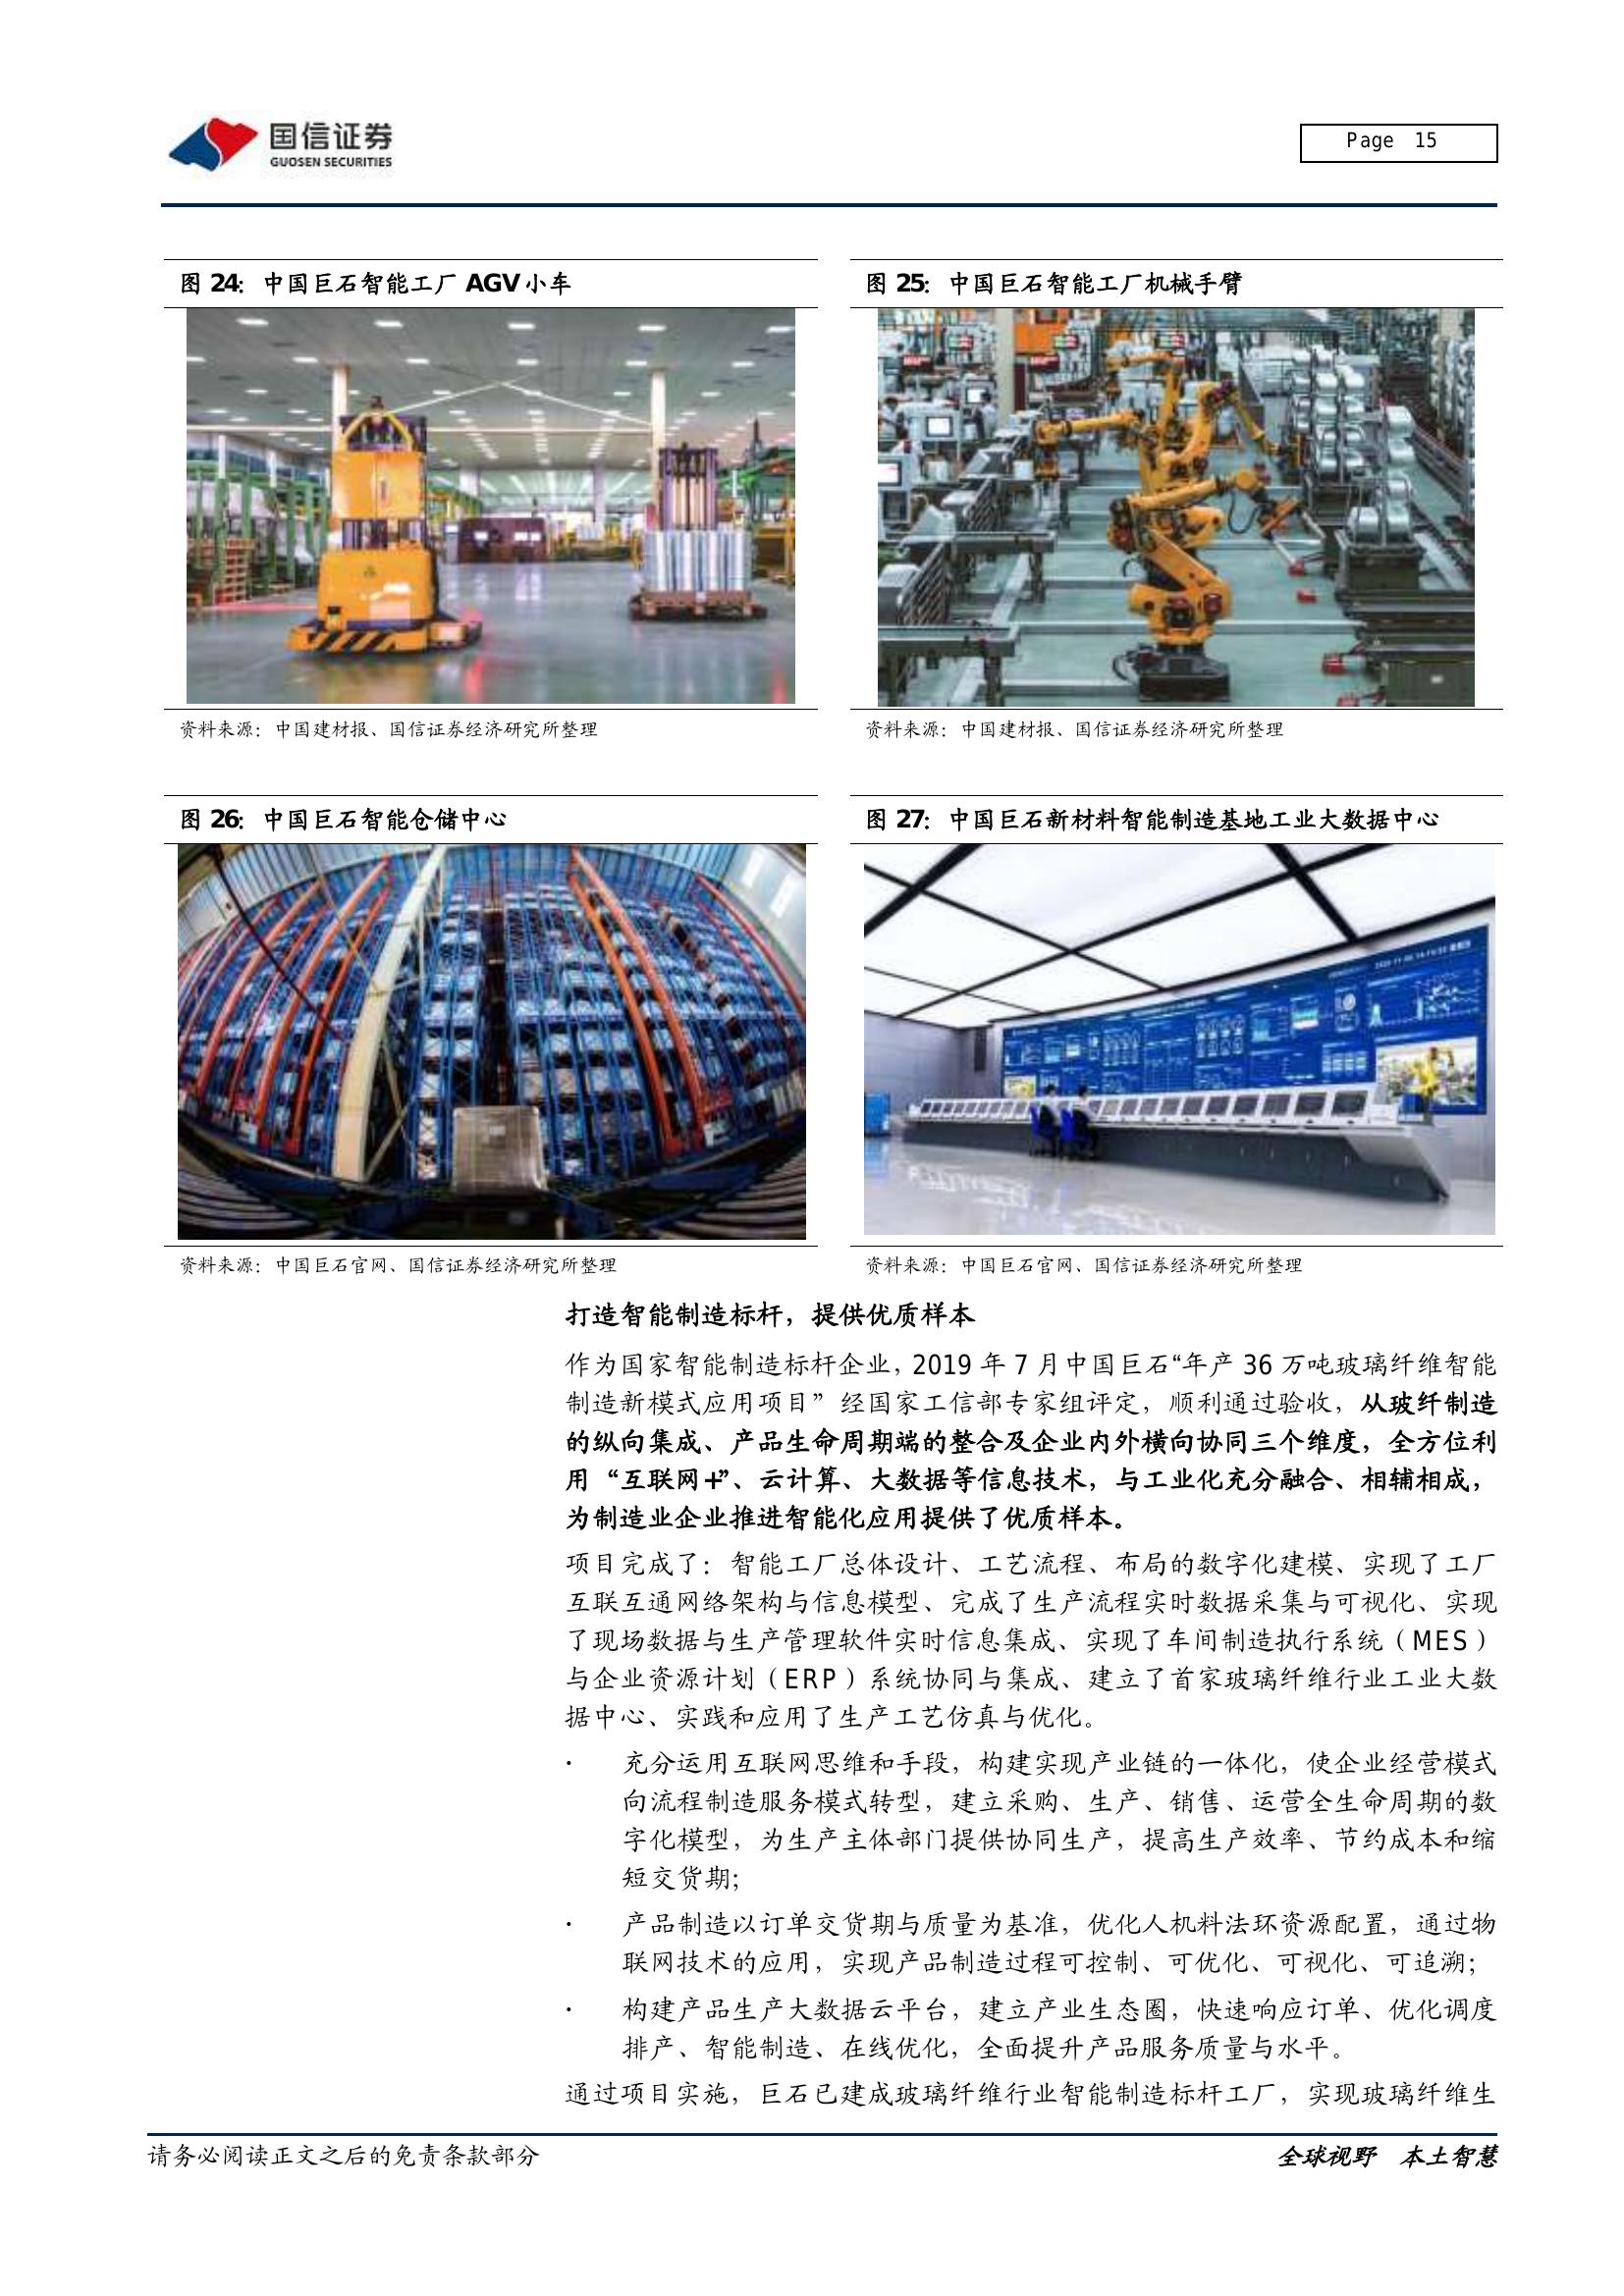 国信证券
GUOSEN SECURITIES
Page 15
图 24：中国巨石智能工厂 AGV 小车
图 25：中国巨石智能工厂机械手臂
资料来源：中国建材报、国信证券经济研究所整理
资料来源：中国建材报、国信证券经济研究所整理
图 26：中国巨石智能仓储中心
图 27：中国巨石新材料智能制造基地工业大数据中心
资料来源：中国巨石官网、国信证券经济研究所整理
资料来源：中国巨石官网、国信证券经济研究所整理
打造智能制造标杆，提供优质样本
作为国家智能制造标杆企业，2019 年 7 月中国巨石“年产 36 万吨玻璃纤维智能
制造新模式应用项目”经国家工信部专家组评定，顺利通过验收，从玻纤制造
的纵向集成、产品生命周期端的整合及企业内外横向协同三个维度，全方位利
用“互联网+”、云计算、大数据等信息技术，与工业化充分融合、相辅相成，
为制造业企业推进智能化应用提供了优质样本。
项目完成了：智能工厂总体设计、工艺流程、布局的数字化建模、实现了工厂
互联互通网络架构与信息模型、完成了生产流程实时数据采集与可视化、实现
了现场数据与生产管理软件实时信息集成、实现了车间制造执行系统（MES）
与企业资源计划（ERP）系统协同与集成、建立了首家玻璃纤维行业工业大数
据中心、实践和应用了生产工艺仿真与优化。
· 充分运用互联网思维和手段，构建实现产业链的一体化，使企业经营模式
向流程制造服务模式转型，建立采购、生产、销售、运营全生命周期的数
字化模型，为生产主体部门提供协同生产，提高生产效率、节约成本和缩
短交货期；
· 产品制造以订单交货期与质量为基准，优化人机料法环资源配置，通过物
联网技术的应用，实现产品制造过程可控制、可优化、可视化、可追溯；
· 构建产品生产大数据云平台，建立产业生态圈，快速响应订单、优化调度
排产、智能制造、在线优化，全面提升产品服务质量与水平。
通过项目实施，巨石已建成玻璃纤维行业智能制造标杆工厂，实现玻璃纤维生
请务必阅读正文之后的免责条款部分
全球视野 本土智慧